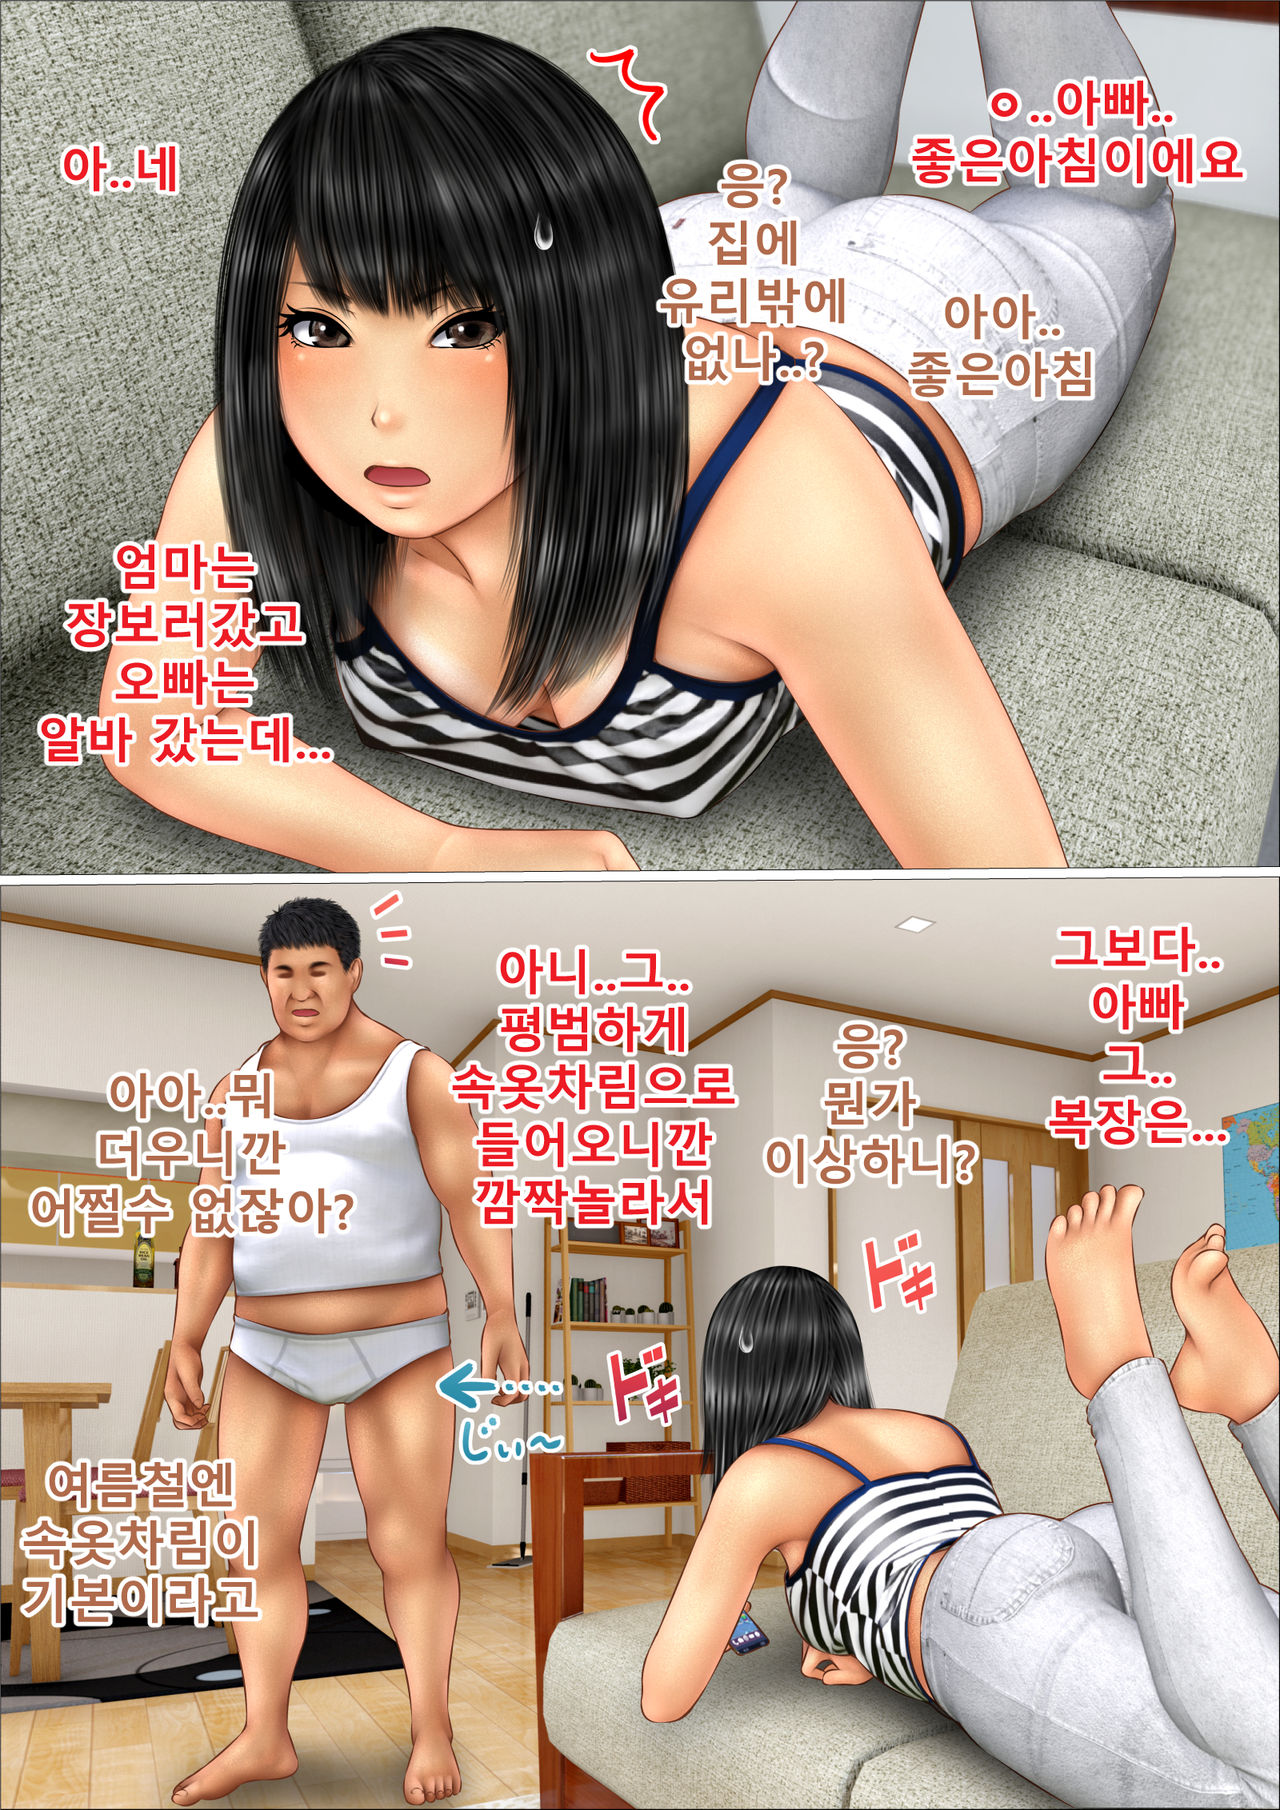 ㅇ..아빠..
좋은아침이에요
아아..
좋은아침
응?
집에
유리밖에
없나..?
아..네
엄마는
장보러갔고
오빠는
알바 갔는데...
그보다..
아빠
그..
복장은...
응?
뭔가
이상하니?
아니..그..
평범하게
속옷차림으로
들어오니깐
깜짝놀라서
아아..뭐
더우니깐
어쩔수 없잖아?
여름철엔
속옷차림이
기본이라고
ドキ
ドキ
じぃ~